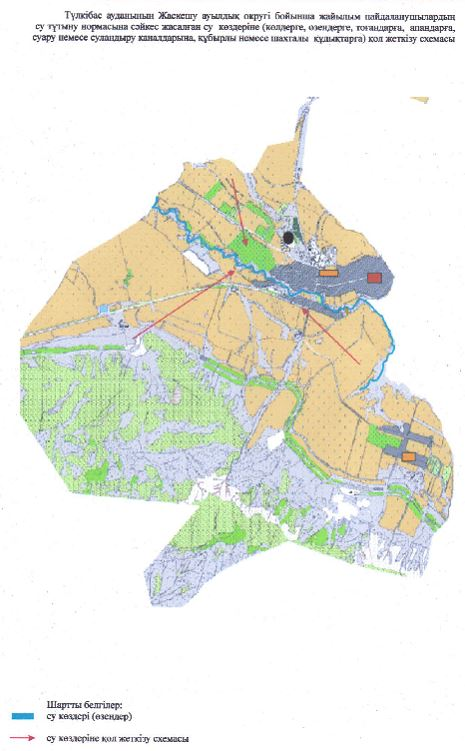 Түлкібас ауданының Жаскешу ауылдық округі бойынша жайылым пайдаланушылардың
су тұтыну нормасына сәйкес жасалған су көздеріне (көлдерге, өзендерге, тоғандарға, апандарға,
суару немесе суландыру каналдарына, құбырлы немесе шахталы құдықтарға) қол жеткізу схемасы
Шартты белгілер:
су көздері (өзендер)
су көздеріне қол жеткізу схемасы